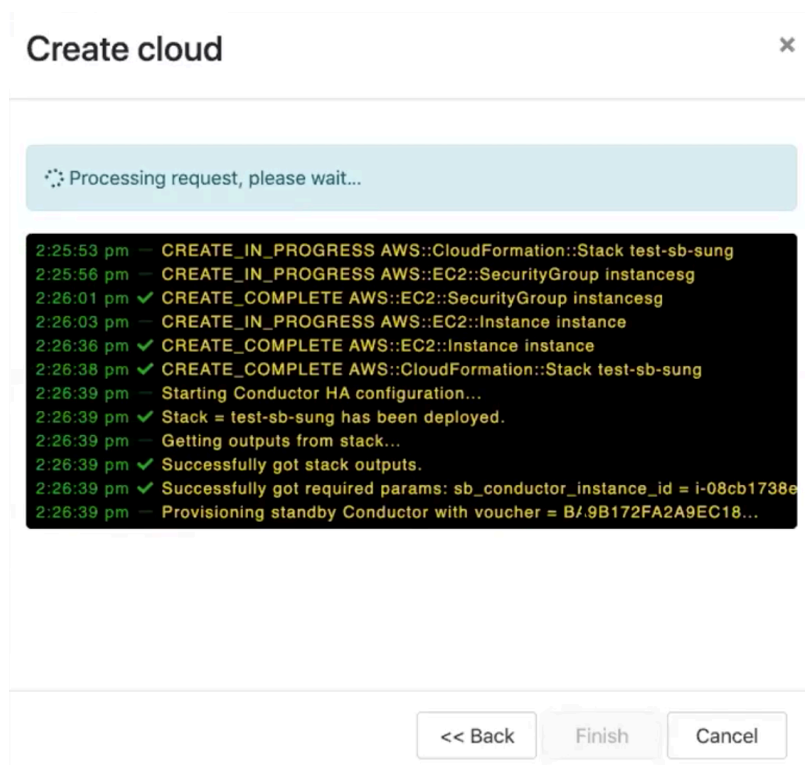 Create cloud ×
Processing request, please wait...
2:25:53 pm — CREATE_IN_PROGRESS AWS::CloudFormation::Stack test-sb-sung
2:25:56 pm — CREATE_IN_PROGRESS AWS::EC2::SecurityGroup instancesg
2:26:01 pm ✔ CREATE_COMPLETE AWS::EC2::SecurityGroup instancesg
2:26:03 pm — CREATE_IN_PROGRESS AWS::EC2::Instance instance
2:26:36 pm ✔ CREATE_COMPLETE AWS::EC2::Instance instance
2:26:38 pm ✔ CREATE_COMPLETE AWS::CloudFormation::Stack test-sb-sung
2:26:39 pm — Starting Conductor HA configuration...
2:26:39 pm ✔ Stack = test-sb-sung has been deployed.
2:26:39 pm — Getting outputs from stack...
2:26:39 pm ✔ Successfully got stack outputs.
2:26:39 pm ✔ Successfully got required params: sb_conductor_instance_id = i-08cb1738e
2:26:39 pm — Provisioning standby Conductor with voucher =
<< Back Finish Cancel